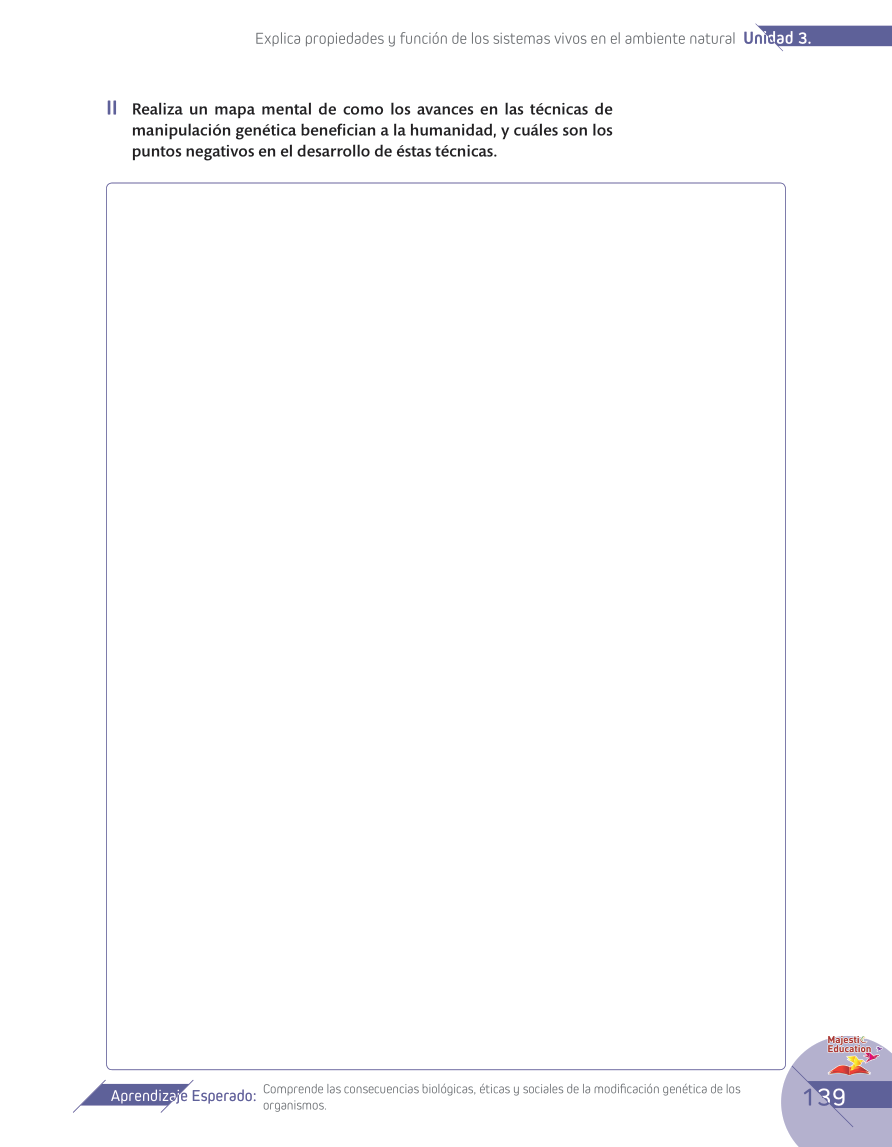 Explica propiedades y función de los sistemas vivos en el ambiente natural Unidad 3.
II Realiza un mapa mental de como los avances en las técnicas de
manipulación genética benefician a la humanidad, y cuáles son los
puntos negativos en el desarrollo de éstas técnicas.
Majestic
Education
Aprendizaje Esperado: Comprende las consecuencias biológicas, éticas y sociales de la modificación genética de los
organismos.
139